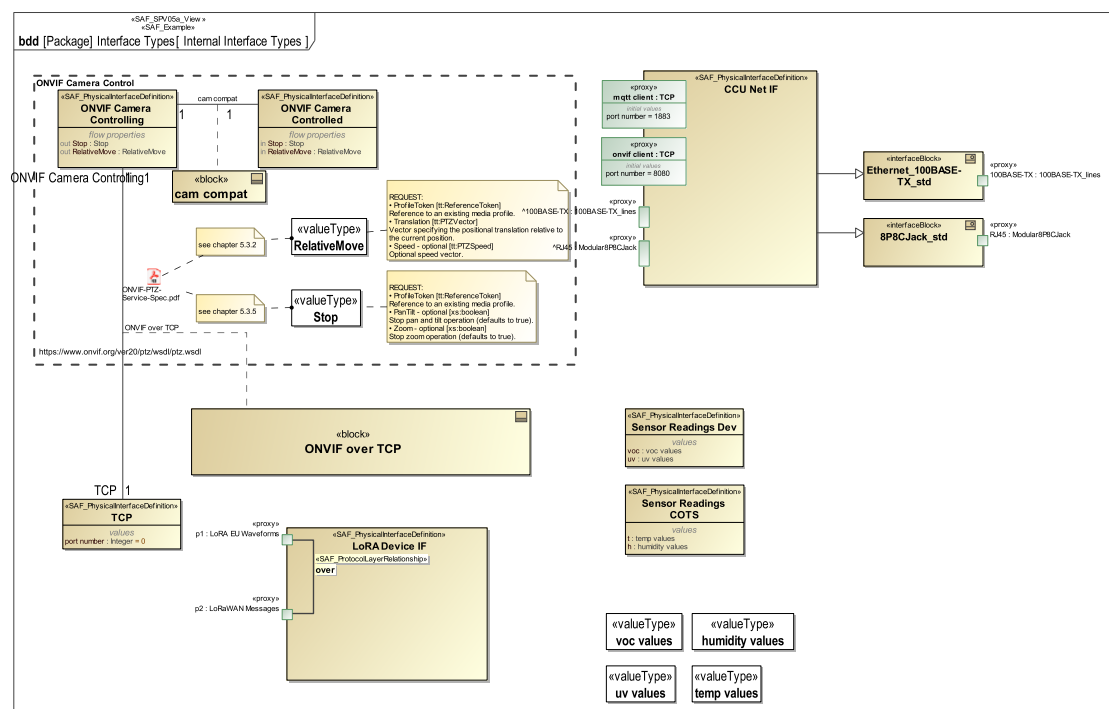 «SAF_SPV05a_View »
«SAF_Example»
bdd [Package] Interface Types[ Internal Interface Types ]
ONVIF Camera Control
«SAF_PhysicalInterfaceDefinition»
ONVIF Camera
Controlling
flow properties
out Stop : Stop
out RelativeMove : RelativeMove
cam compat
1
1
«SAF_PhysicalInterfaceDefinition»
ONVIF Camera
Controlled
flow properties
in Stop : Stop
in RelativeMove : RelativeMove
ONVIF Camera Controlling1
«block»
cam compat
see chapter 5.3.2
«valueType»
RelativeMove
REQUEST:
• ProfileToken [tt:ReferenceToken]
Reference to an existing media profile.
• Translation [tt:PTZVector]
Vector specifying the positional translation relative to
the current position.
• Speed - optional [tt:PTZSpeed]
Optional speed vector.
ONVIF-PTZ-
Service-Spec.pdf
see chapter 5.3.5
«valueType»
Stop
REQUEST:
• ProfileToken [tt:ReferenceToken]
Reference to an existing media profile.
• PanTilt - optional [xs:boolean]
Stop pan and tilt operation (defaults to true).
• Zoom - optional [xs:boolean]
Stop zoom operation (defaults to true).
ONVIF over TCP
https://www.onvif.org/ver20/ptz/wsdl/ptz.wsdl
«SAF_PhysicalInterfaceDefinition»
CCU Net IF
«proxy»
mqtt client : TCP
initial values
port number = 1883
«proxy»
onvif client : TCP
initial values
port number = 8080
«proxy»
^100BASE-TX : 100BASE-TX_lines
«proxy»
^RJ45 : Modular8P8CJack
«interfaceBlock»
Ethernet_100BASE-
TX_std
«proxy»
100BASE-TX : 100BASE-TX_lines
«interfaceBlock»
8P8CJack_std
«proxy»
RJ45 : Modular8P8CJack
«block»
ONVIF over TCP
TCP 1
«SAF_PhysicalInterfaceDefinition»
TCP
values
port number : Integer = 0
«SAF_PhysicalInterfaceDefinition»
LoRA Device IF
«SAF_ProtocolLayerRelationship»
over
«proxy»
p1 : LoRA EU Waveforms
«proxy»
p2 : LoRaWAN Messages
«SAF_PhysicalInterfaceDefinition»
Sensor Readings Dev
values
voc : voc values
uv : uv values
«SAF_PhysicalInterfaceDefinition»
Sensor Readings
COTS
values
t : temp values
h : humidity values
«valueType»
voc values
«valueType»
humidity values
«valueType»
uv values
«valueType»
temp values